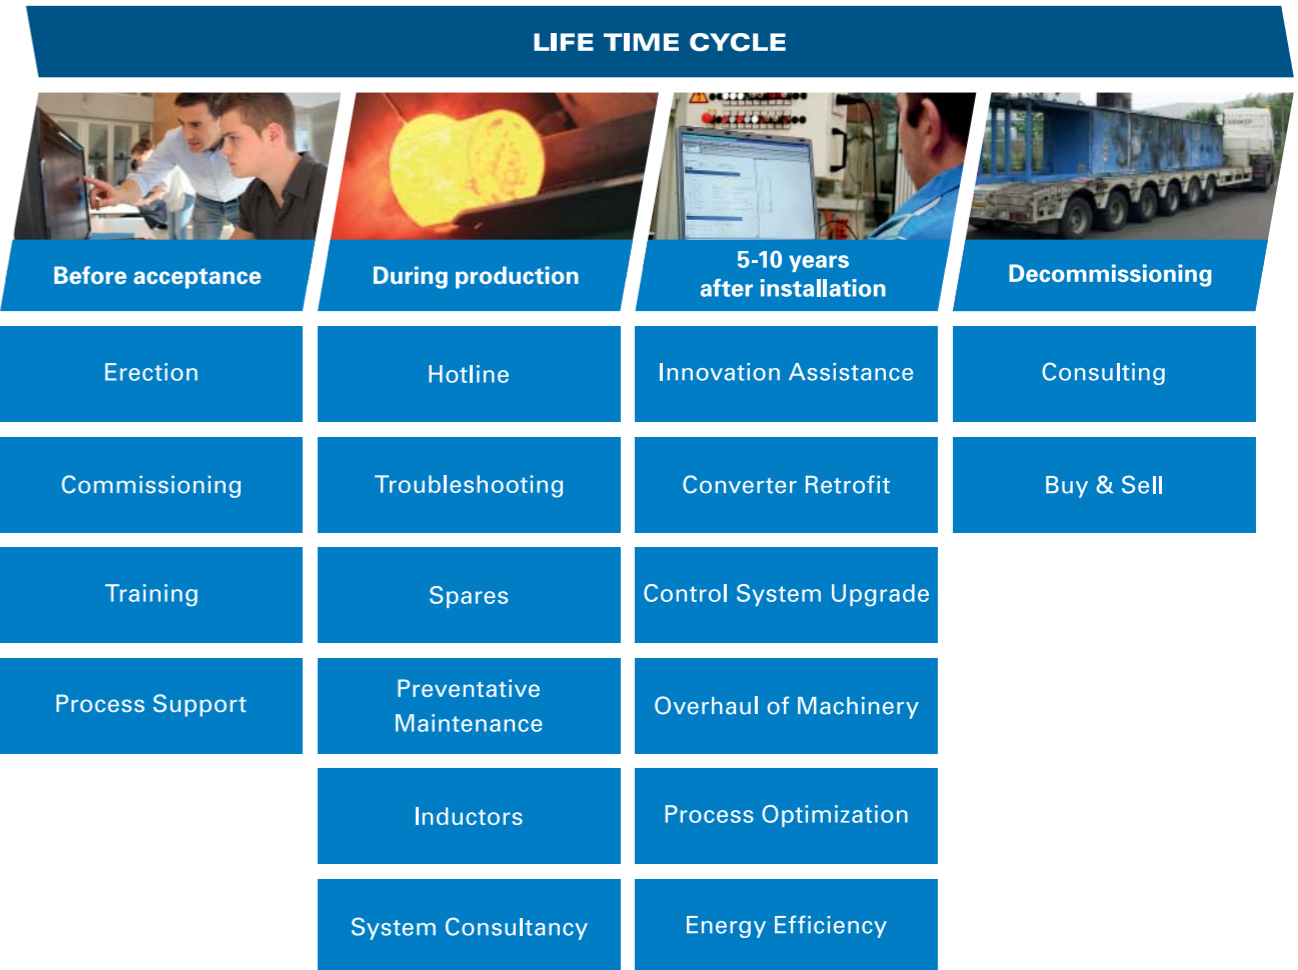 LIFE TIME CYCLE
Before acceptance
During production
5-10 years
after installation
Decommissioning
Erection
Hotline
Innovation Assistance
Consulting
Commissioning
Troubleshooting
Converter Retrofit
Buy & Sell
Training
Spares
Control System Upgrade
Process Support
Preventative
Maintenance
Overhaul of Machinery
Inductors
Process Optimization
System Consultancy
Energy Efficiency